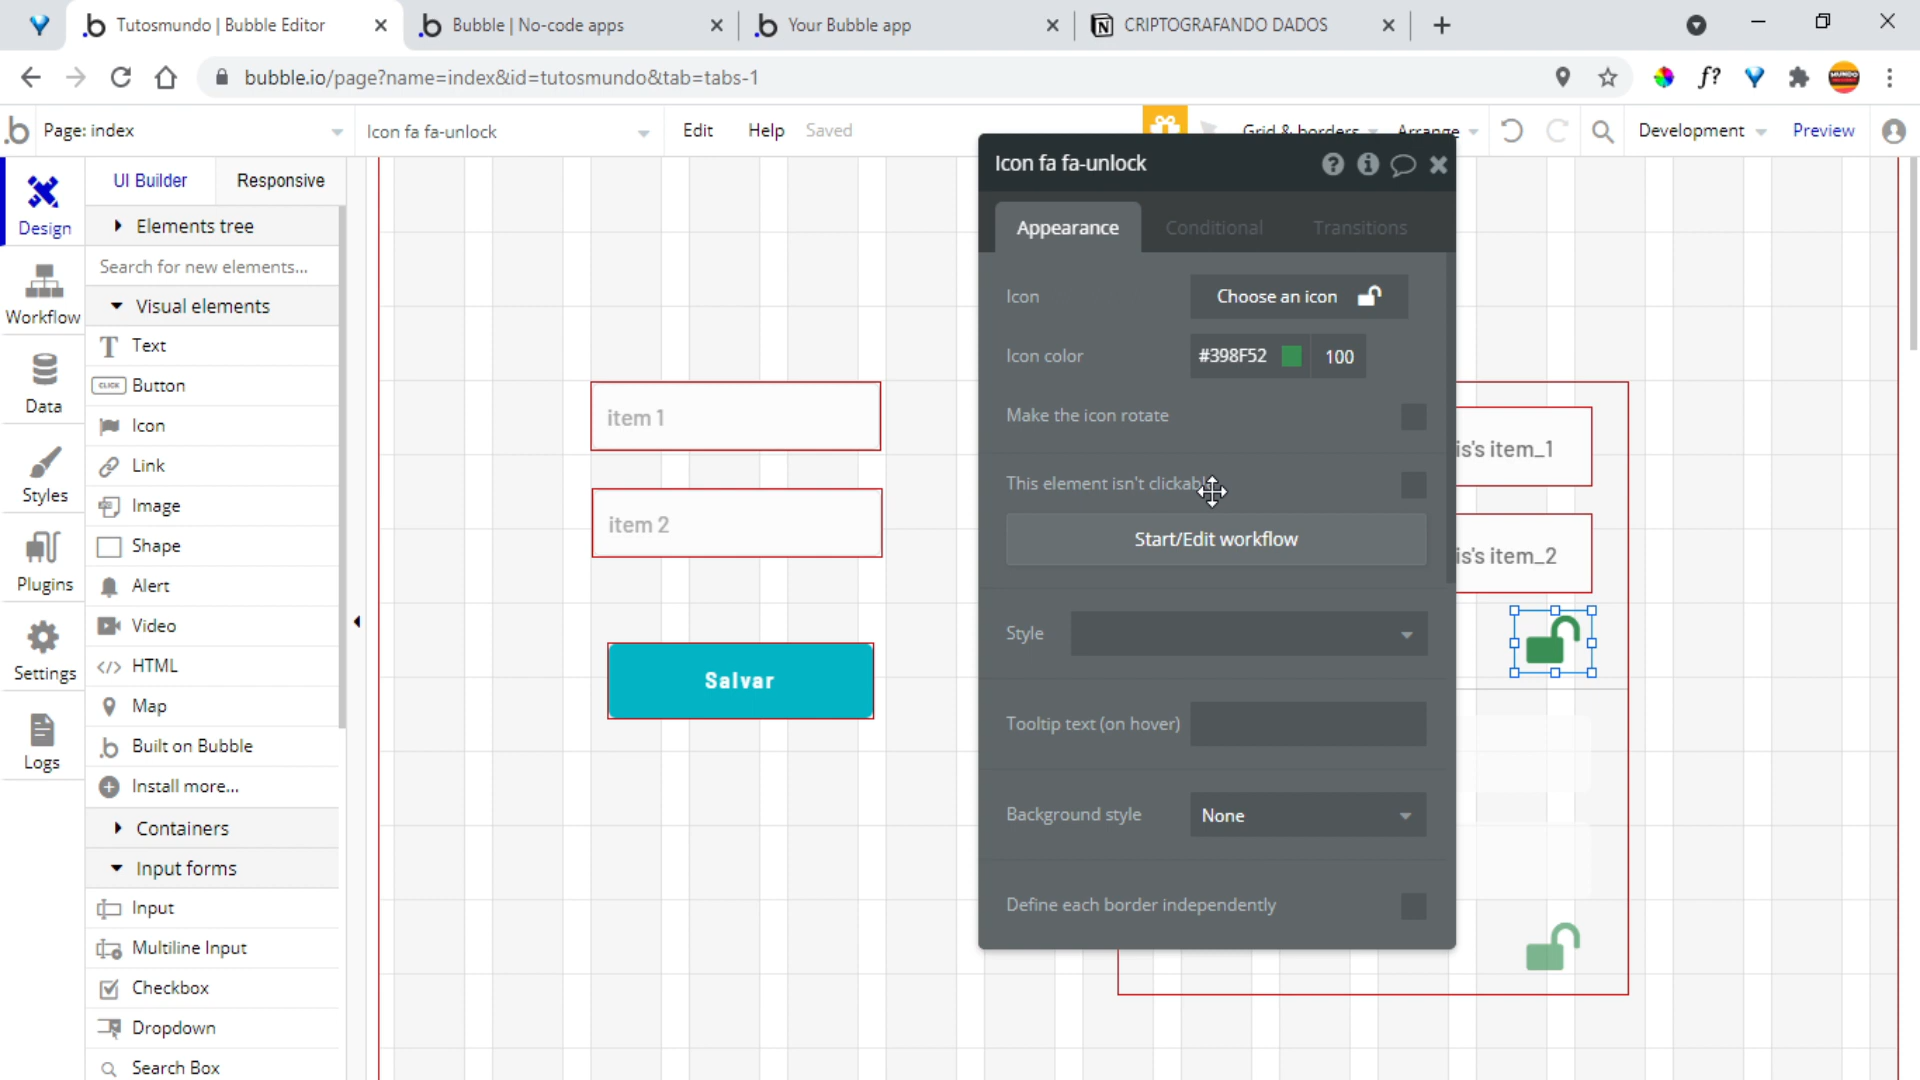 Tutosmundo | Bubble Editor
Bubble | No-code apps
Your Bubble app
CRIPTOGRAFANDO DADOS
bubble.io/page?name=index&id=tutosmundo&tab=tabs-1
f?
MUNDO
Page: index
Icon fa fa-unlock
Edit
Help
Saved
Grid & borders
Arrange
Development
Preview
UI Builder
Responsive
Design
Workflow
Data
Styles
Plugins
Settings
Logs
Elements tree
Search for new elements...
Visual elements
Text
CLICK
Button
Icon
Link
Image
Shape
Alert
Video
HTML
Map
Built on Bubble
Install more...
Containers
Input forms
Input
Multiline Input
Checkbox
Dropdown
Search Box
item 1
item 2
Salvar
Icon fa fa-unlock
Appearance
Conditional
Transitions
Icon
Choose an icon
Icon color
#398F52
100
Make the icon rotate
This element isn't clickable
Start/Edit workflow
Style
Tooltip text (on hover)
Background style
None
Define each border independently
is's item_1
is's item_2